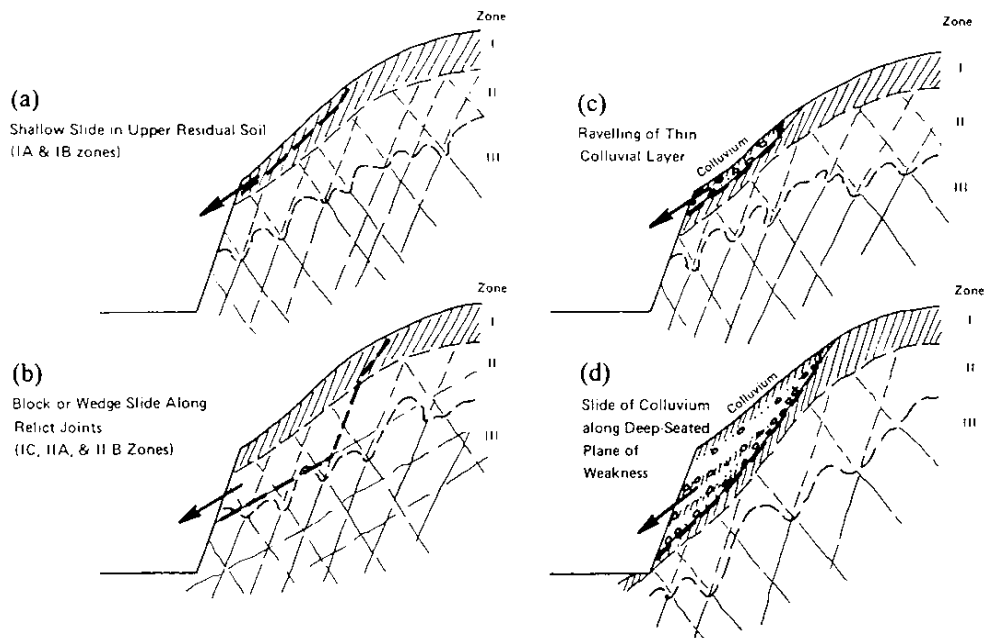 Zone
I
(a)
II
Shallow Slide in Upper Residual Soil
(IA & IB zones)
III
Zone
I
(b)
II
Block or Wedge Slide Along
Relict Joints
(IC, IIA, & II B Zones)
III
Zone
I
(c)
II
Ravelling of Thin
Colluvial Layer
Colluvium
III
Zone
I
(d)
II
Colluvium
Slide of Colluvium
along Deep-Seated
Plane of
Weakness
III